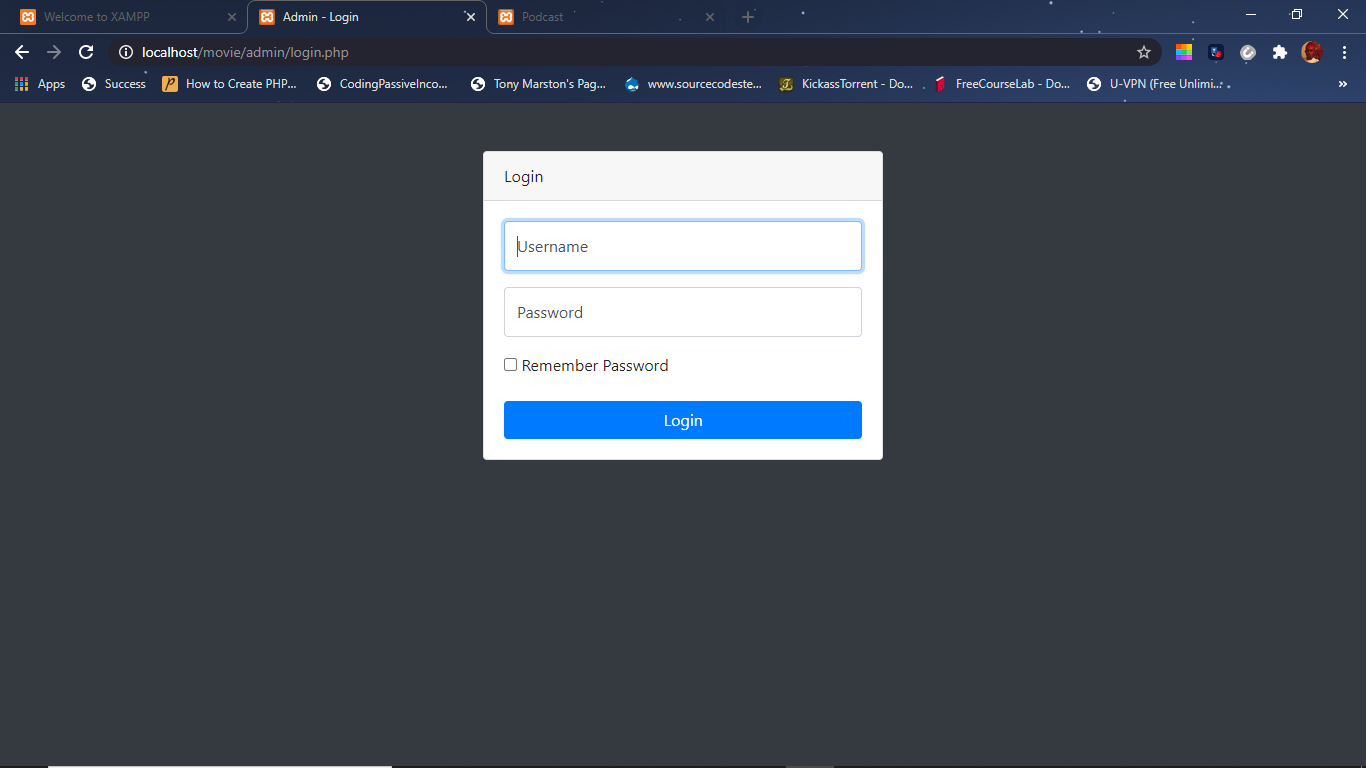 Welcome to XAMPP
Admin - Login
Podcast
localhost/movie/admin/login.php
Apps
Success
How to Create PHP...
CodingPassiveInco...
Tony Marston's Pag...
www.sourcecodeste...
KickassTorrent - Do...
FreeCourseLab - Do...
U-VPN (Free Unlimi...
»
Login
Username
Password
Remember Password
Login